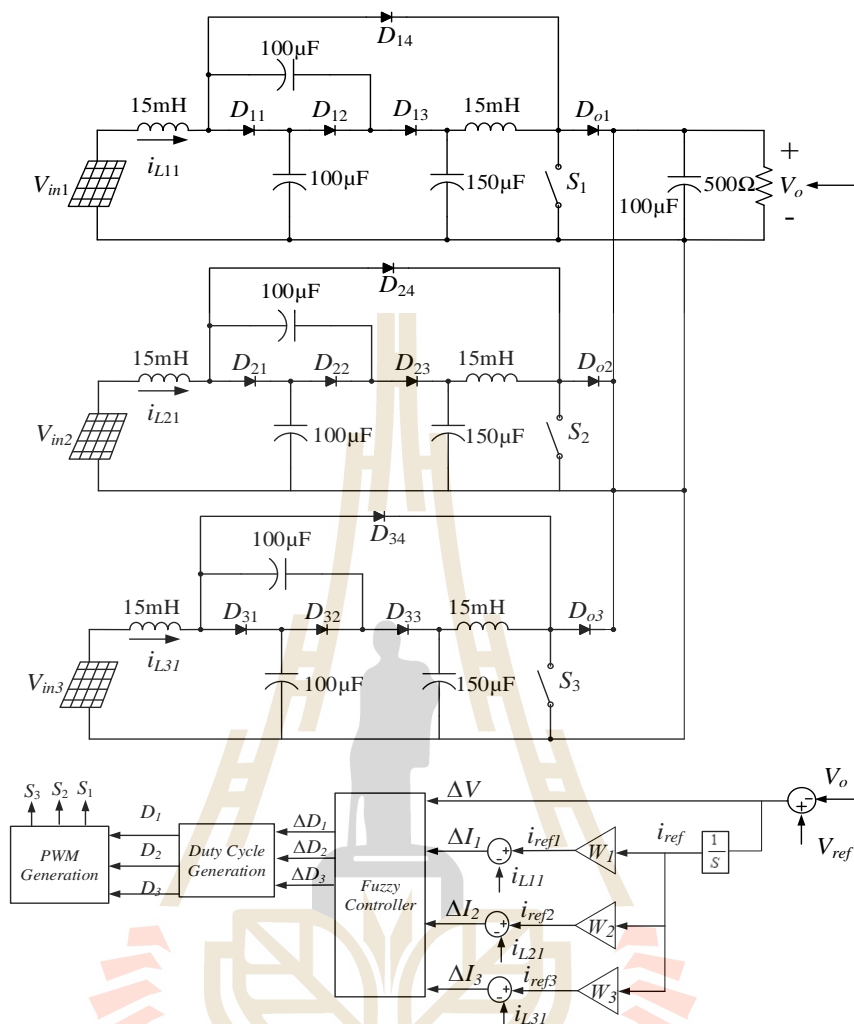 D14
100µF
15mH
D11
D12
D13
15mH
Do1
iL11
Vin1
100µF
150µF
S1
100µF
500Ω
+
Vo
-
D24
100µF
15mH
D21
D22
D23
15mH
Do2
iL21
Vin2
100µF
150µF
S2
D34
100µF
15mH
D31
D32
D33
15mH
Do3
iL31
Vin3
100µF
150µF
S3
S3
S2
S1
PWM
Generation
D1
D2
D3
Duty Cycle
Generation
ΔD1
ΔD2
ΔD3
Fuzzy
Controller
ΔV
ΔI1
+
-
iref1
W1
iref
1
S
iL11
ΔI2
+
-
iref2
W2
iL21
ΔI3
+
-
iref3
W3
iL31
-
+
Vo
Vref